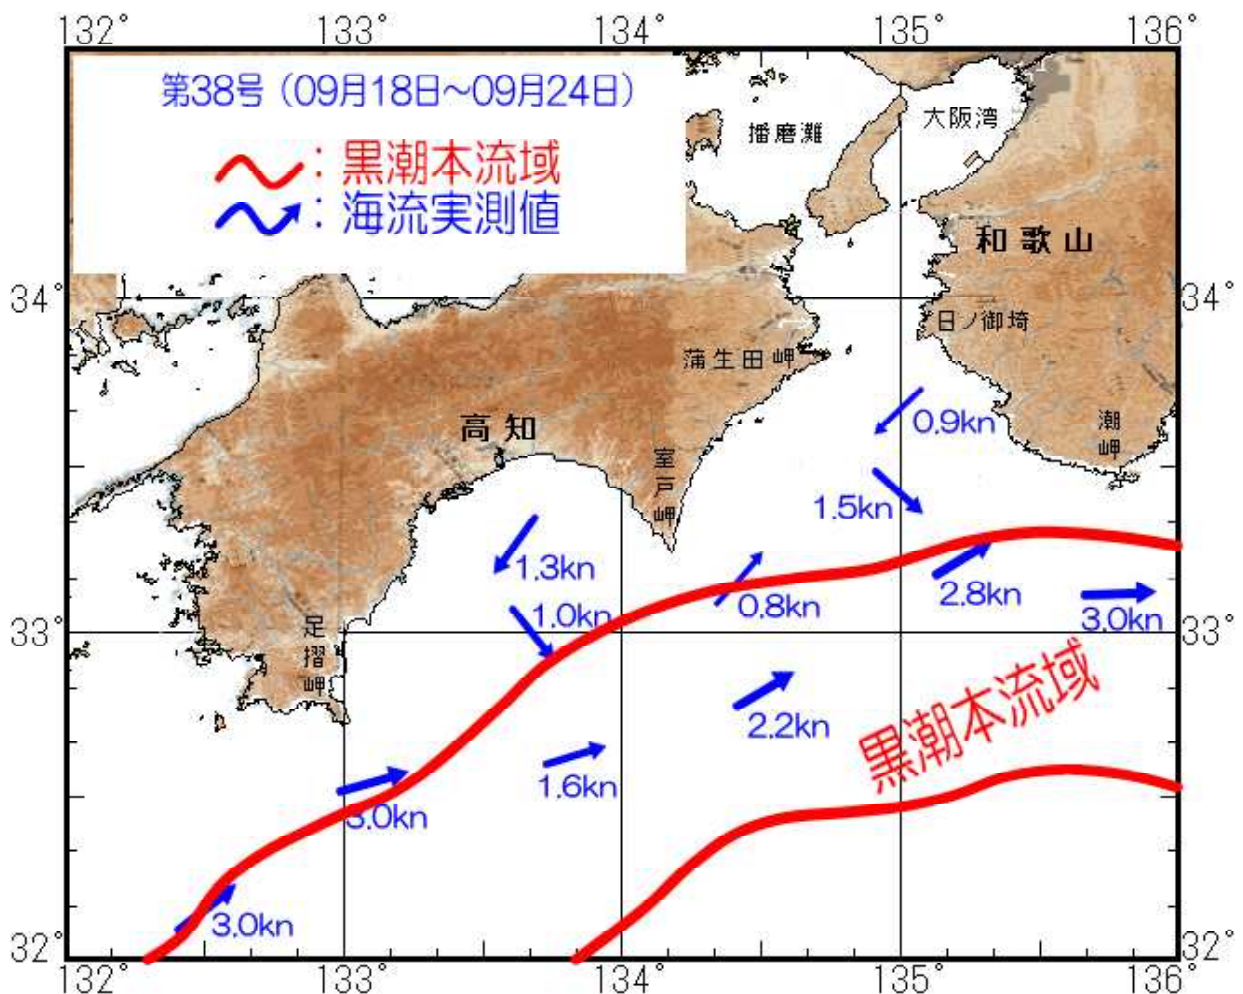 132°
133°
134°
135°
136°
第38号（09月18日～09月24日）
：黒潮本流域
：海流実測値
播磨灘
大阪湾
和歌山
34°
34°
日ノ御埼
蒲生田岬
高知
室戸岬
潮岬
0.9kn
1.5kn
1.3kn
1.0kn
0.8kn
2.8kn
3.0kn
33°
33°
足摺岬
2.2kn
黒潮本流域
1.6kn
3.0kn
3.0kn
32°
32°
132°
133°
134°
135°
136°